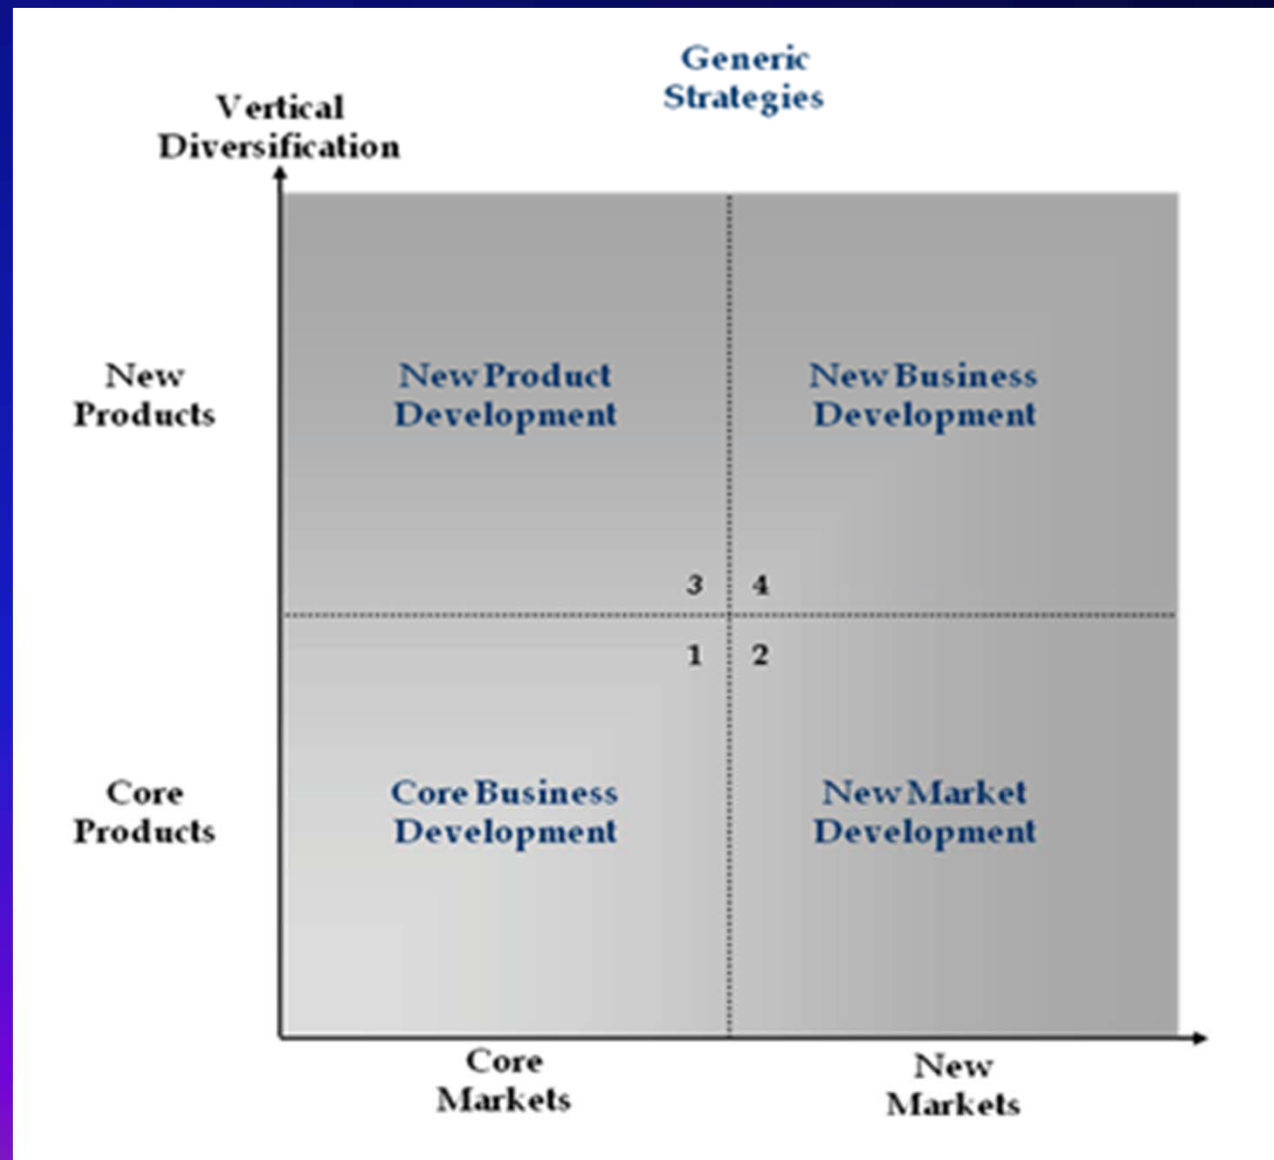 Generic
Strategies
Vertical
Diversification
New
Products
New Product
Development
New Business
Development
3
4
1
2
Core
Products
Core Business
Development
New Market
Development
Core
Markets
New
Markets